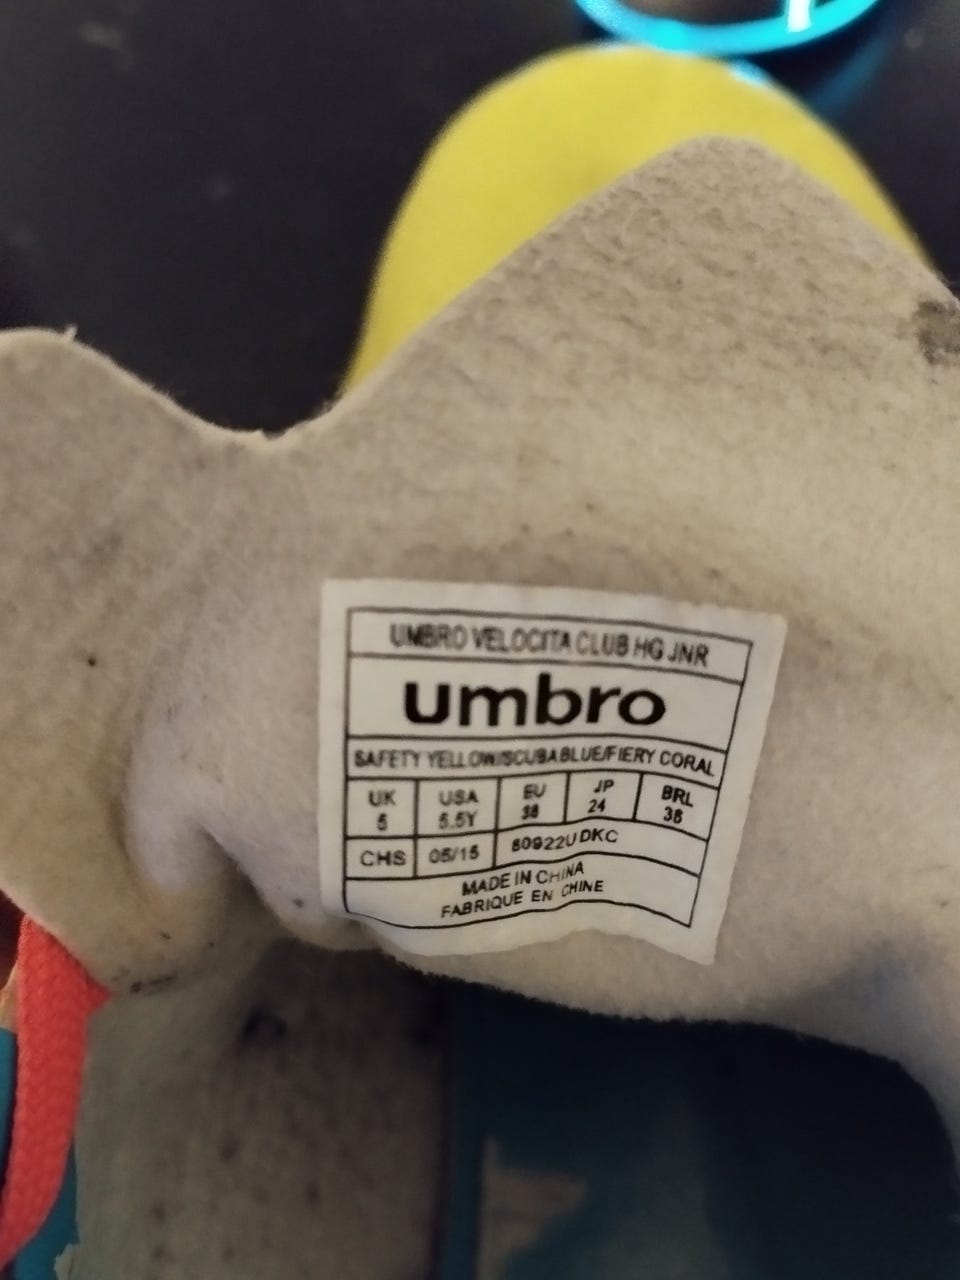 UMBRO VELOCITA CLUB HG JNR
umbro
SAFETY YELLOW/SCUBA BLUE/FIERY CORAL
UK USA EU JP BRL
5 5.5Y 38 24 36
CHS 05/15 80922U DKC
MADE IN CHINA
FABRIQUE EN CHINE